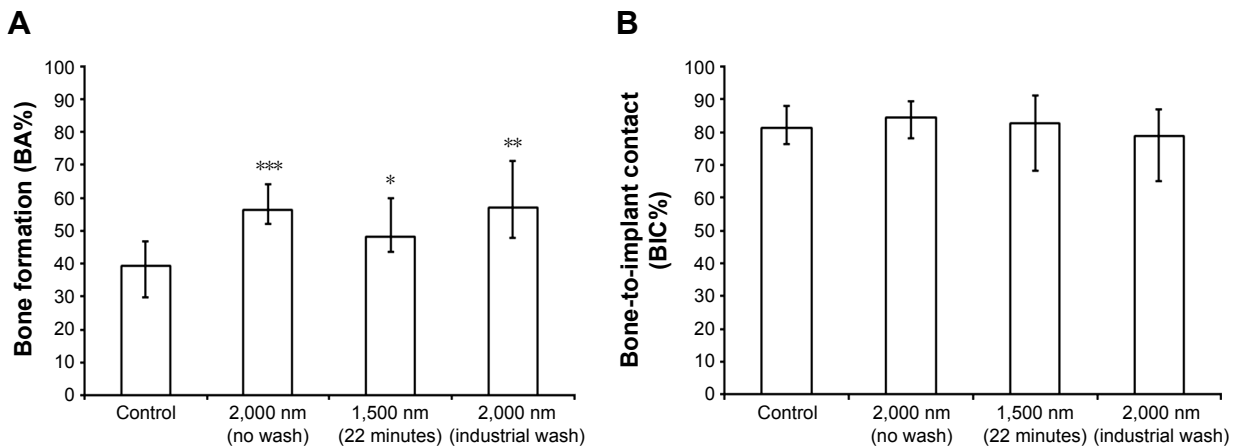 A
Bone formation (BA%)
100
90
80
70
60
50
40
30
20
10
0
***
*
**
Control
2,000 nm
(no wash)
1,500 nm
(22 minutes)
2,000 nm
(industrial wash)
B
Bone-to-implant contact
(BIC%)
100
90
80
70
60
50
40
30
20
10
0
Control
2,000 nm
(no wash)
1,500 nm
(22 minutes)
2,000 nm
(industrial wash)